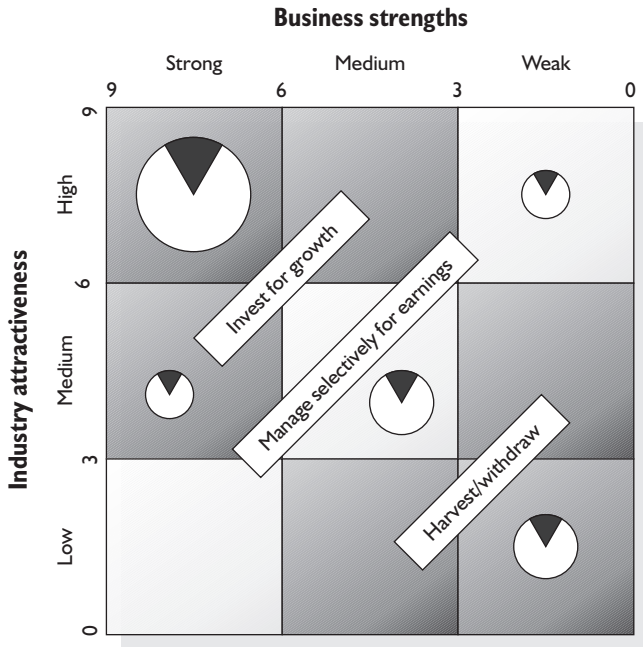 Business strengths
Strong Medium Weak
9 6 3 0
9
High
6
Medium
3
Low
0
Industry attractiveness
Invest for growth
Manage selectively for earnings
Harvest/withdraw